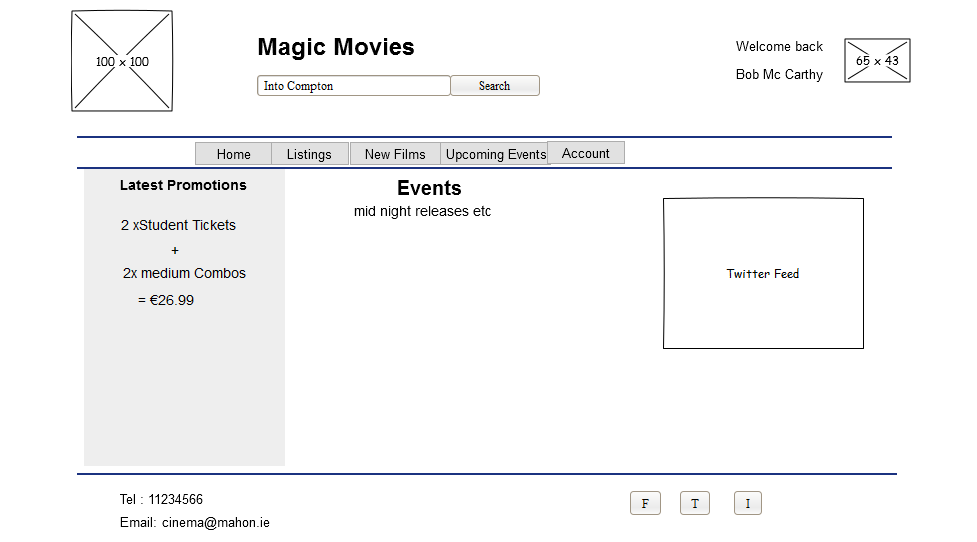 100 x 100
Magic Movies
Into Compton
Search
Welcome back
Bob Mc Carthy
65 x 43
Home
Listings
New Films
Upcoming Events
Account
Latest Promotions
2 xStudent Tickets
+
2x medium Combos
= €26.99
Events
mid night releases etc
Twitter Feed
Tel : 11234566
Email: cinema@mahon.ie
F
T
I